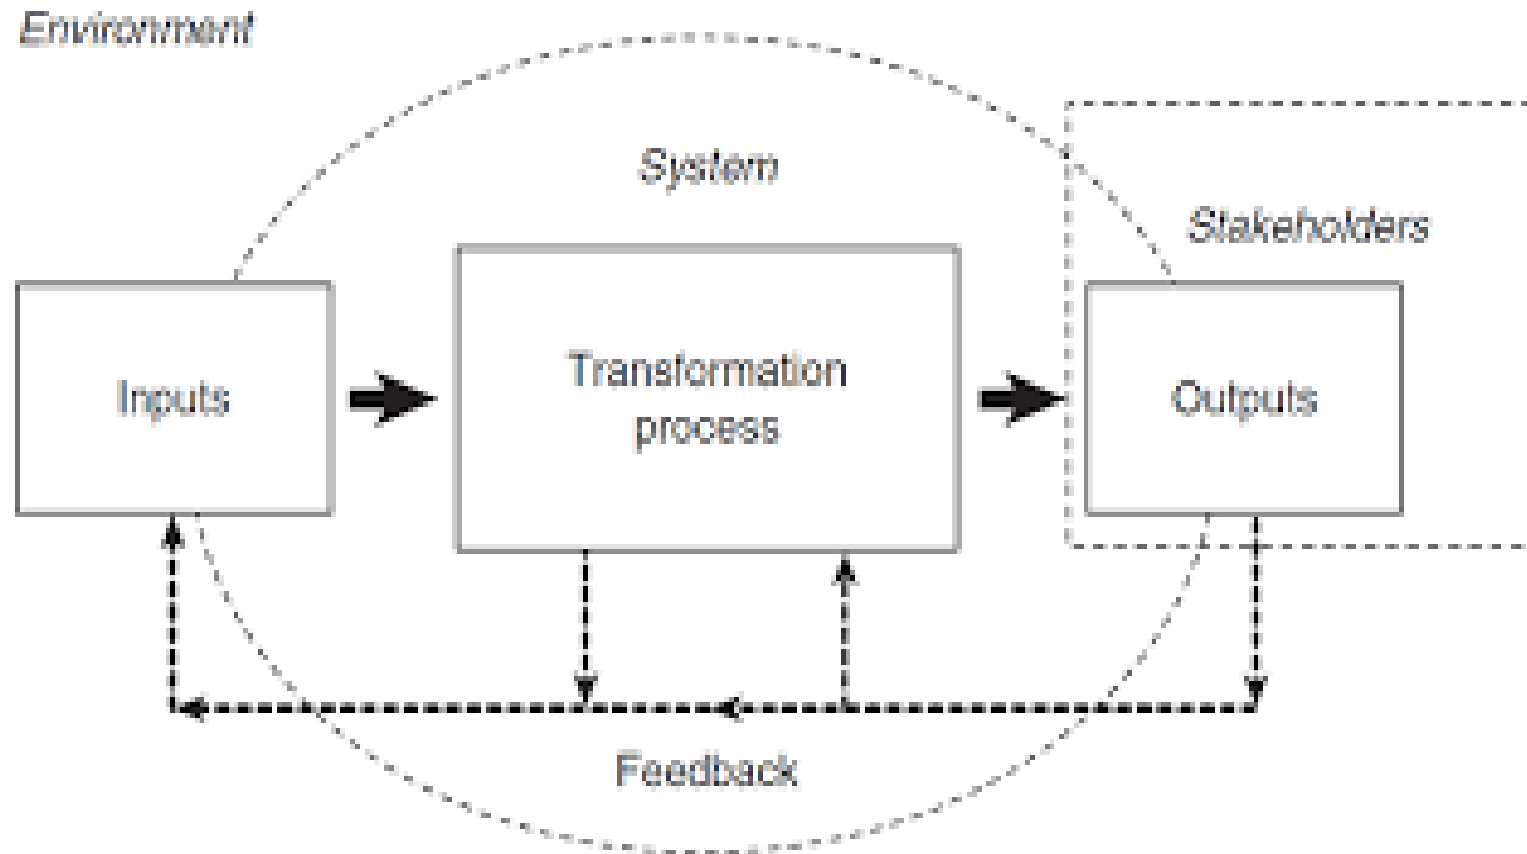 Environment
System
Stakeholders
Inputs
Transformation
process
Outputs
Feedback